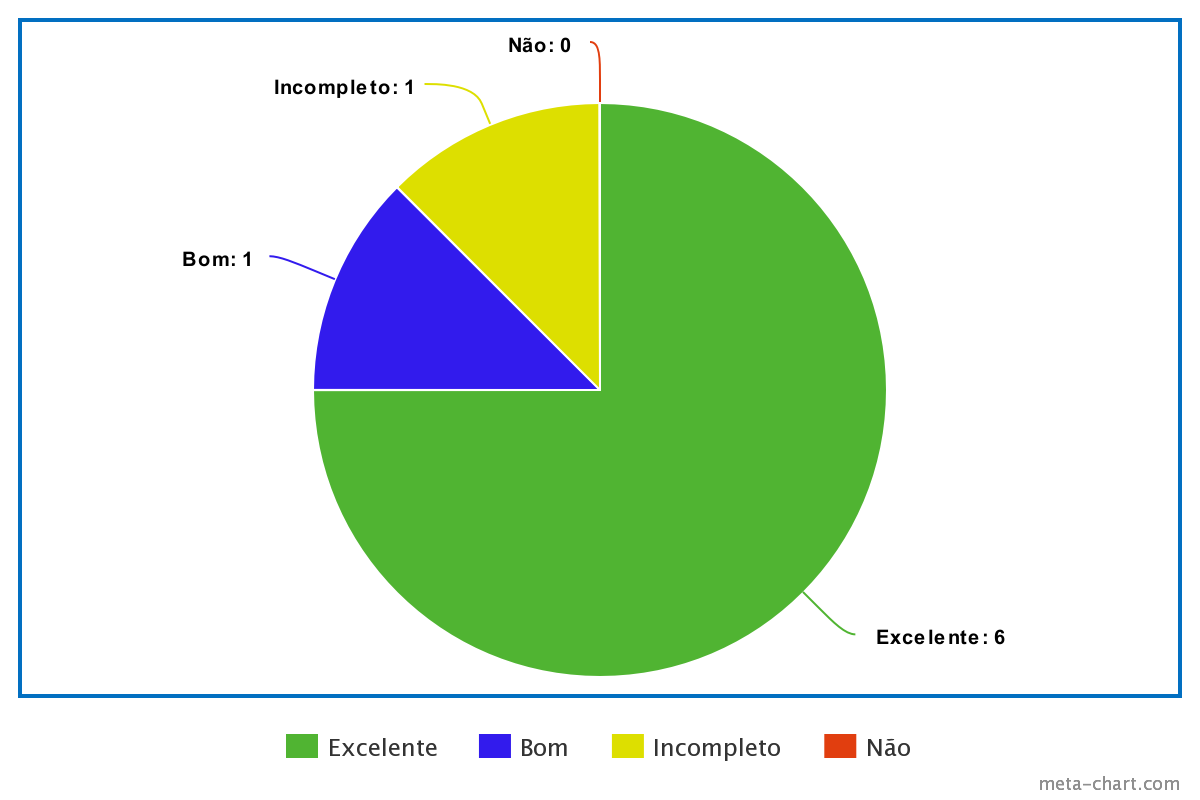 Não: 0
Incompleto: 1
Bom: 1
Excelente: 6
Excelente Bom Incompleto Não
meta-chart.com